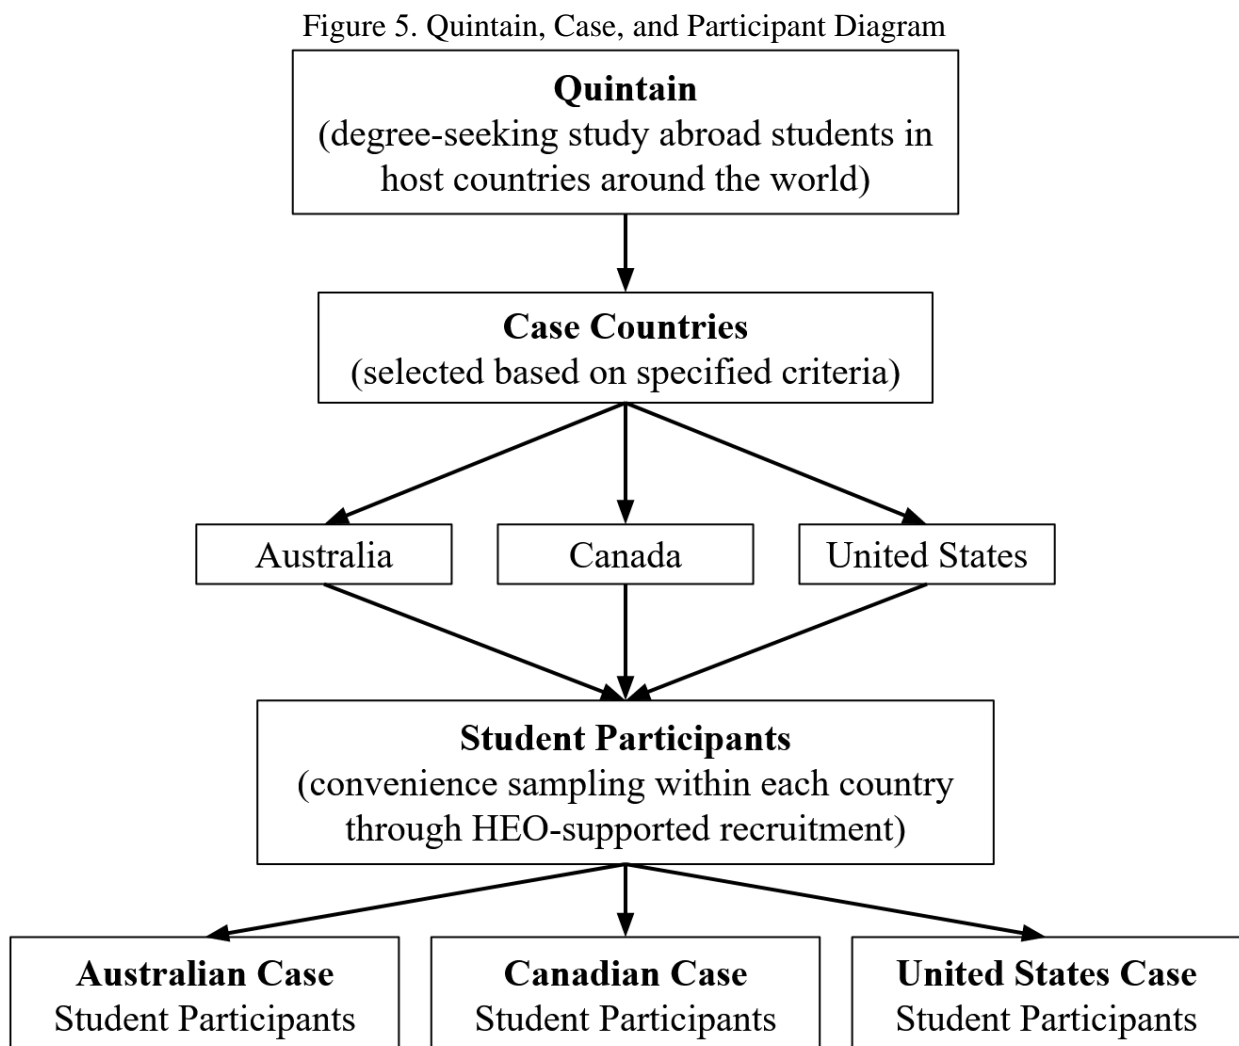 Figure 5. Quintain, Case, and Participant Diagram
Quintain
(degree-seeking study abroad students in
host countries around the world)
Case Countries
(selected based on specified criteria)
Australia
Canada
United States
Student Participants
(convenience sampling within each country
through HEO-supported recruitment)
Australian Case
Student Participants
Canadian Case
Student Participants
United States Case
Student Participants